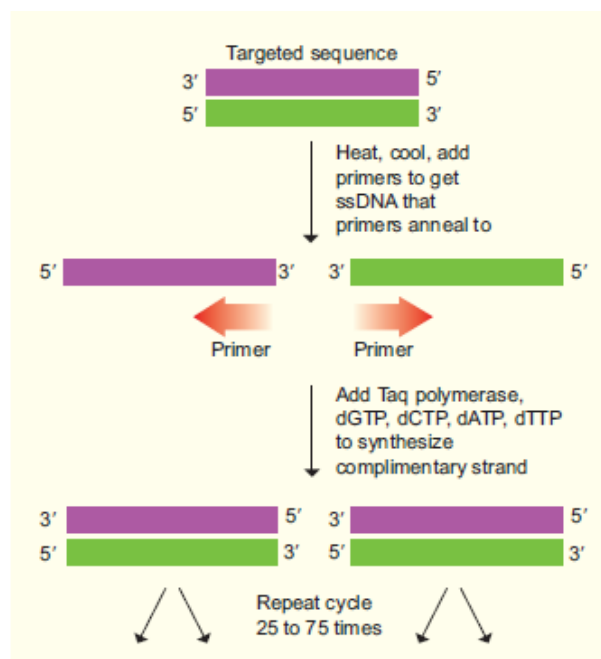 Targeted sequence
3′ 5′
5′ 3′
Heat, cool, add
primers to get
ssDNA that
primers anneal to
5′ 3′ 3′ 5′
Primer Primer
Add Taq polymerase,
dGTP, dCTP, dATP, dTTP
to synthesize
complimentary strand
3′ 5′ 3′ 5′
5′ 3′ 5′ 3′
Repeat cycle
25 to 75 times